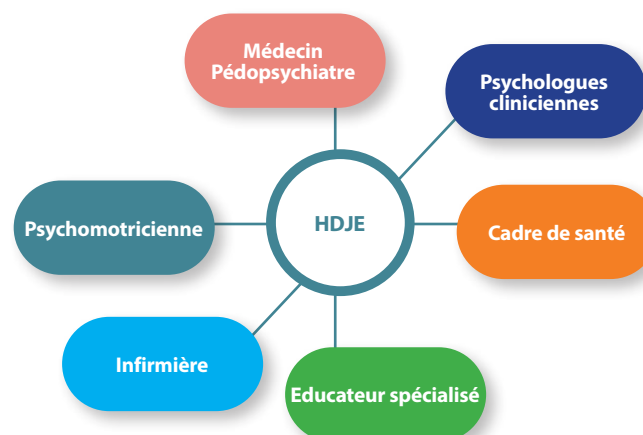 Médecin
Pédopsychiatre
Psychologues
cliniciennes
Psychomotricienne
HDJE
Cadre de santé
Infirmière
Educateur spécialisé